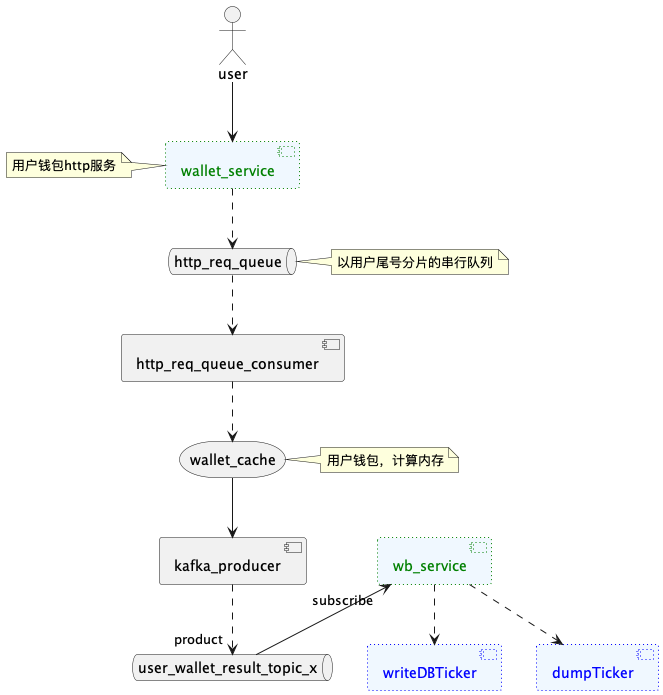 user
用户钱包http服务
wallet_service
http_req_queue
以用户尾号分片的串行队列
http_req_queue_consumer
wallet_cache
用户钱包，计算内存
kafka_producer
wb_service
subscribe
product
user_wallet_result_topic_x
writeDBTicker
dumpTicker